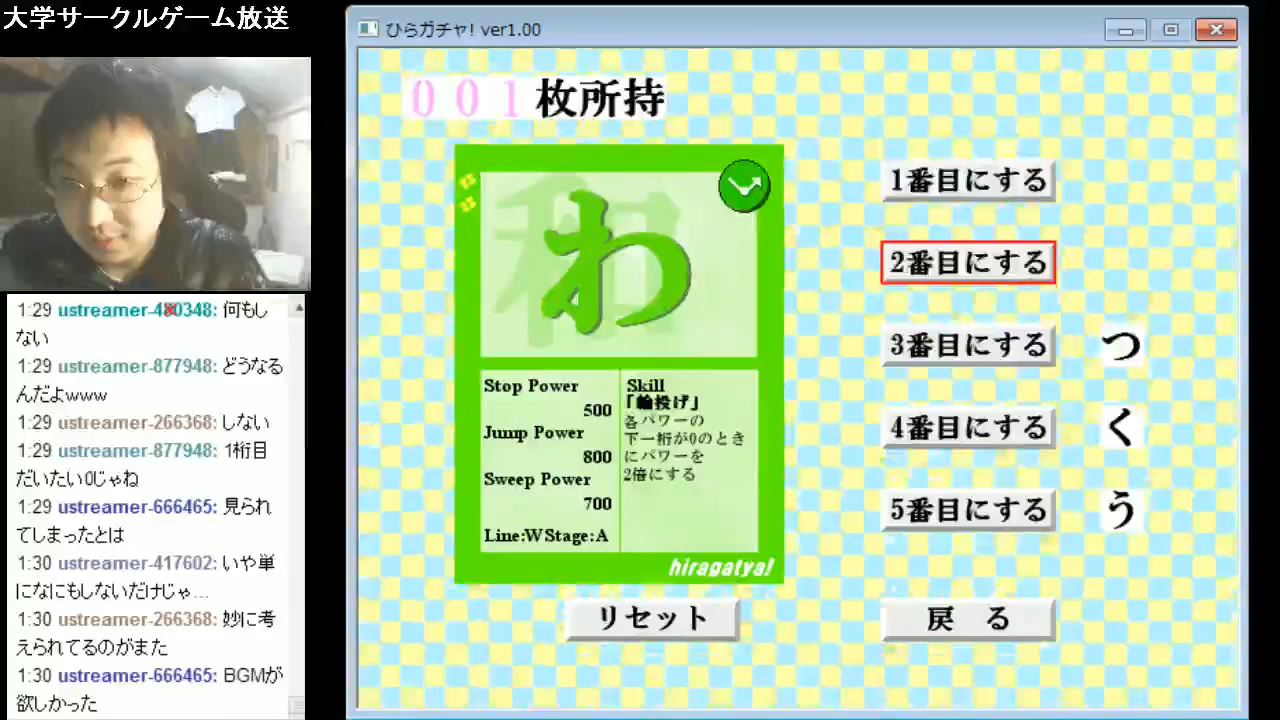 大学サークルゲーム放送
ひらガチャ! ver1.00
001枚所持
和
わ
Stop Power
500
Jump Power
800
Sweep Power
700
Line:W Stage:A
Skill
「輪投げ」
各パワーの
下一桁が0のとき
にパワーを
2倍にする
hiragatya!
リセット
1番目にする
2番目にする
3番目にする つ
4番目にする く
5番目にする う
戻 る
1:29 ustreamer-480348: 何もし
ない
1:29 ustreamer-877948: どうなる
んだよwww
1:29 ustreamer-266368: しない
1:29 ustreamer-877948: 1桁目
だいたい0じゃね
1:29 ustreamer-666465: 見られ
てしまったとは
1:30 ustreamer-417602: いや単
になにもしないだけじゃ...
1:30 ustreamer-266368: 妙に考
えられてるのがまた
1:30 ustreamer-666465: BGMが
欲しかった